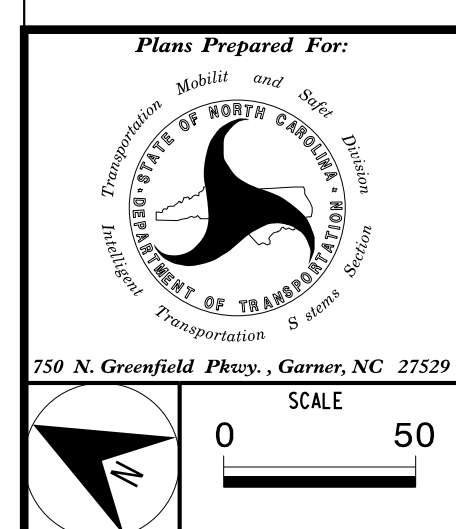 Plans Prepared For:
Transportation Mobilit and Safet Division
STATE OF NORTH CAROLINA
DEPARTMENT OF TRANSPORTATION
Intelligent Transportation S stems Section
750 N. Greenfield Pkwy. , Garner, NC 27529
N
SCALE
0 50